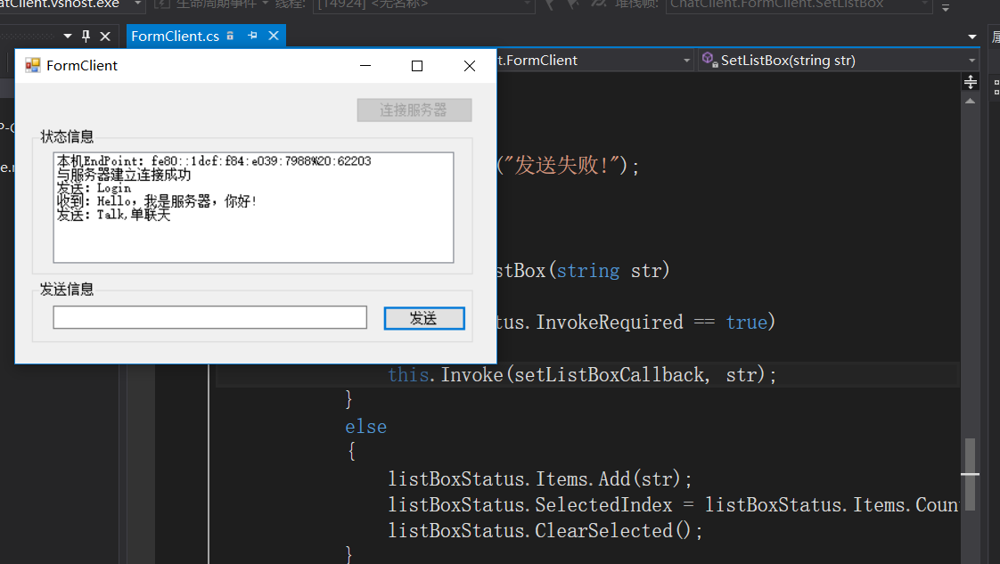 atClient.vshost.exe 生命周期事件 线程: [14924] <无名称> 堆栈帧: ChatClient.FormClient.SetListBox
FormClient.cs
FormClient
t.FormClient SetListBox(string str)
连接服务器
状态信息
本机EndPoint: fe80::1dcf:f84:e039:7988%20:62203
与服务器建立连接成功
发送: Login
收到: Hello，我是服务器，你好!
发送: Talk,单联天
("发送失败!");
发送信息
发送
stBox(string str)
tus.InvokeRequired == true)
this.Invoke(setListBoxCallback, str);
}
else
{
listBoxStatus.Items.Add(str);
listBoxStatus.SelectedIndex = listBoxStatus.Items.Coun
listBoxStatus.ClearSelected();
}